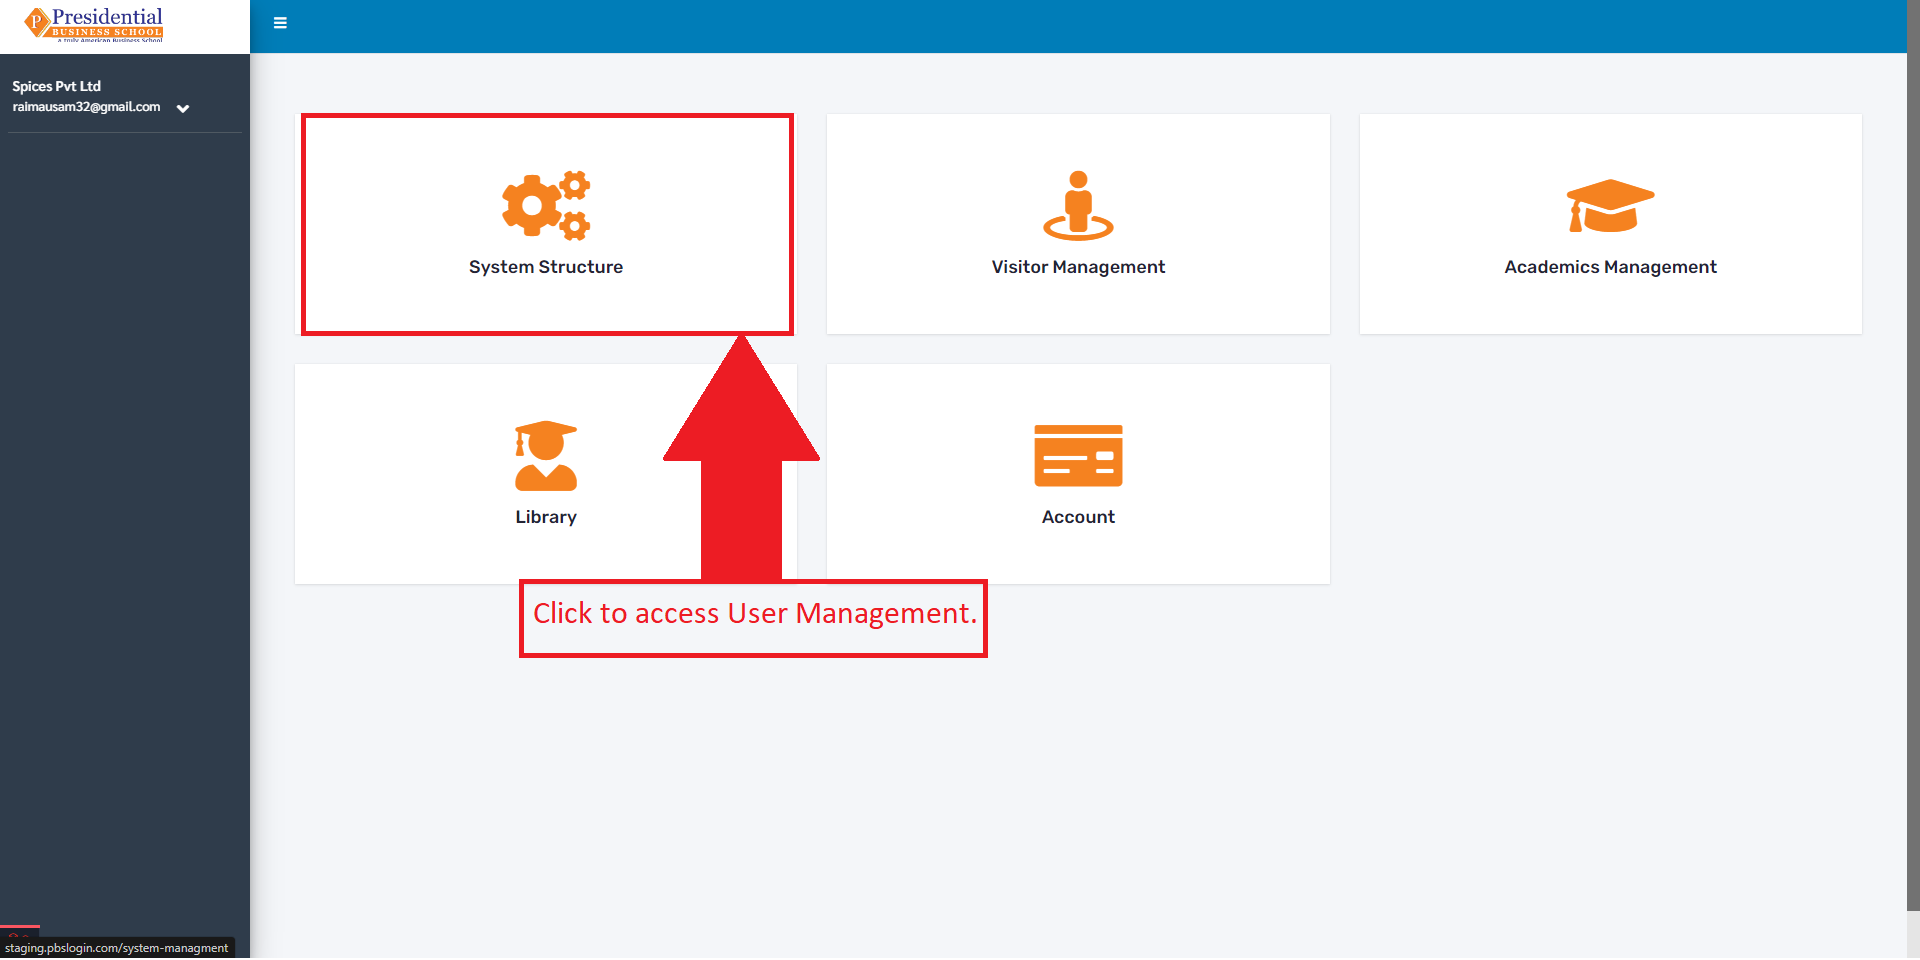 P
Presidential
BUSINESS SCHOOL
a truly American Business School
Spices Pvt Ltd
raimausam32@gmail.com
System Structure
Visitor Management
Academics Management
Library
Account
Click to access User Management.
staging.pbslogin.com/system-managment